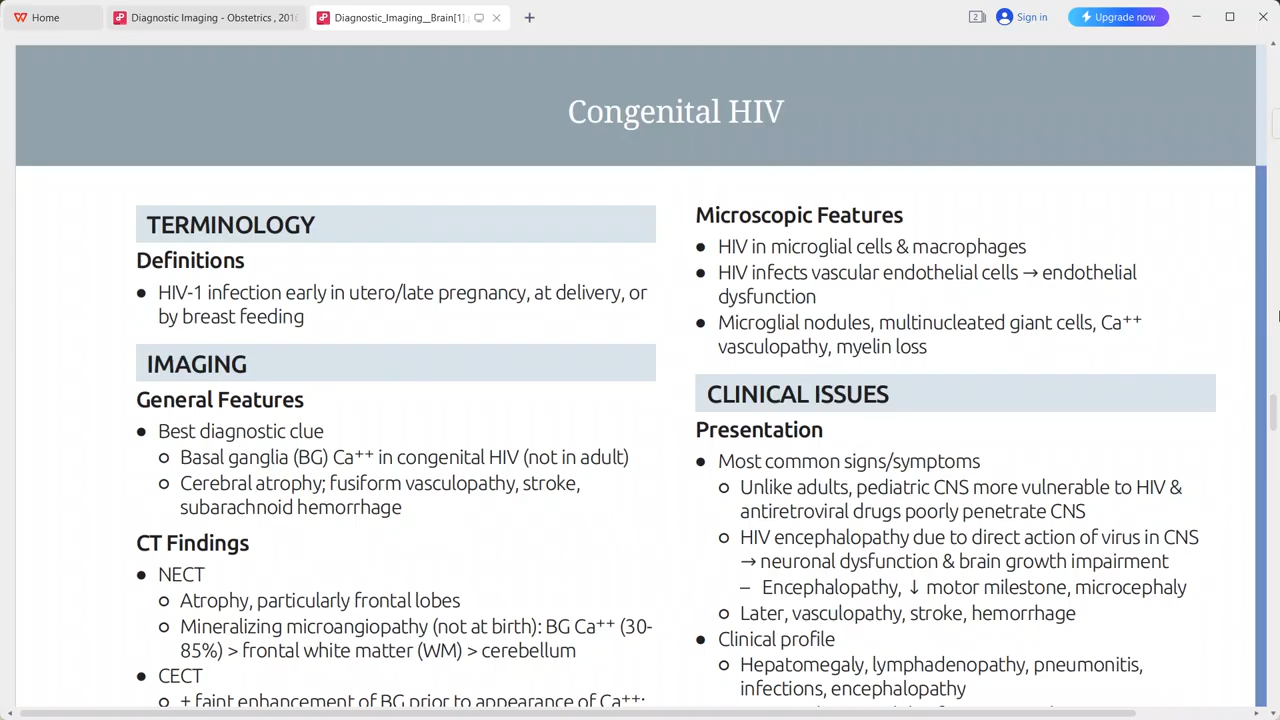 Home
Diagnostic Imaging - Obstetrics , 201
Diagnostic_Imaging__Brain[1].
2
Sign in
Upgrade now
Congenital HIV
TERMINOLOGY
Definitions
● HIV-1 infection early in utero/late pregnancy, at delivery, or
by breast feeding
IMAGING
General Features
● Best diagnostic clue
○ Basal ganglia (BG) Ca⁺⁺ in congenital HIV (not in adult)
○ Cerebral atrophy; fusiform vasculopathy, stroke,
subarachnoid hemorrhage
CT Findings
● NECT
○ Atrophy, particularly frontal lobes
○ Mineralizing microangiopathy (not at birth): BG Ca⁺⁺ (30-
85%) > frontal white matter (WM) > cerebellum
● CECT
○ ± faint enhancement of BG prior to appearance of Ca⁺⁺;
Microscopic Features
● HIV in microglial cells & macrophages
● HIV infects vascular endothelial cells → endothelial
dysfunction
● Microglial nodules, multinucleated giant cells, Ca⁺⁺
vasculopathy, myelin loss
CLINICAL ISSUES
Presentation
● Most common signs/symptoms
○ Unlike adults, pediatric CNS more vulnerable to HIV &
antiretroviral drugs poorly penetrate CNS
○ HIV encephalopathy due to direct action of virus in CNS
→ neuronal dysfunction & brain growth impairment
– Encephalopathy, ↓ motor milestone, microcephaly
○ Later, vasculopathy, stroke, hemorrhage
● Clinical profile
○ Hepatomegaly, lymphadenopathy, pneumonitis,
infections, encephalopathy